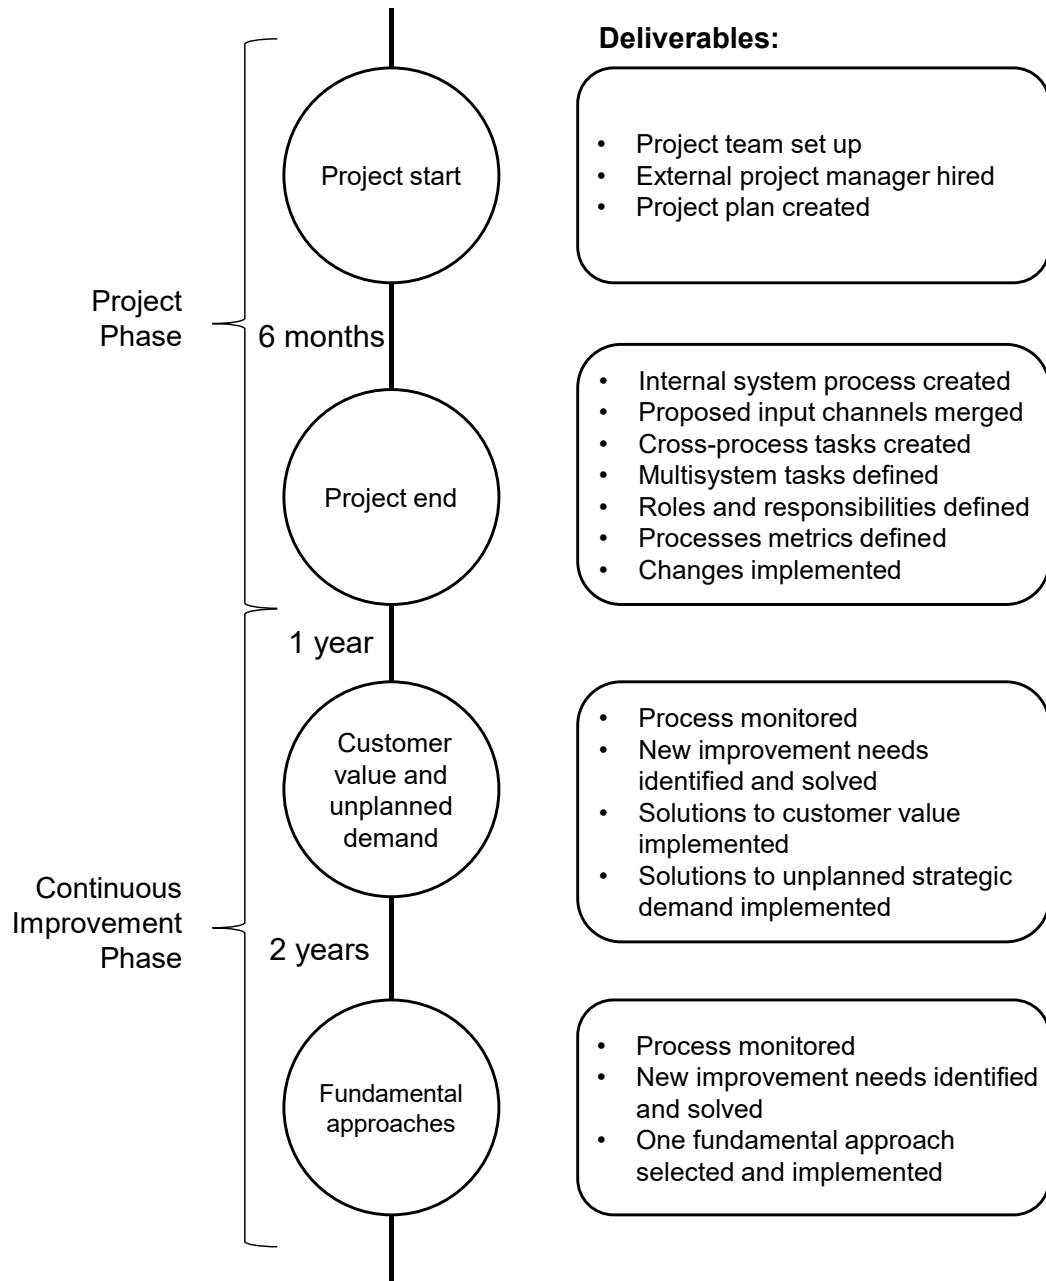 Deliverables:
Project start
• Project team set up
• External project manager hired
• Project plan created
Project
Phase
6 months
Project end
• Internal system process created
• Proposed input channels merged
• Cross-process tasks created
• Multisystem tasks defined
• Roles and responsibilities defined
• Processes metrics defined
• Changes implemented
1 year
Customer
value and
unplanned
demand
• Process monitored
• New improvement needs
identified and solved
• Solutions to customer value
implemented
• Solutions to unplanned strategic
demand implemented
Continuous
Improvement
Phase
2 years
Fundamental
approaches
• Process monitored
• New improvement needs identified
and solved
• One fundamental approach
selected and implemented